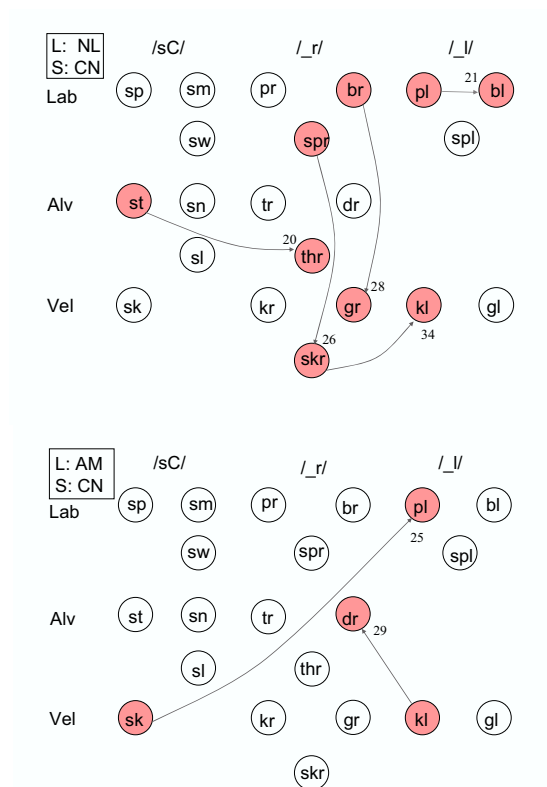 L: NL
S: CN
/sC/ /_r/ /_l/
21
Lab sp sm pr br pl bl
sw spr spl
Alv st sn tr dr
20
sl thr
28
Vel sk kr gr kl gl
26 34
skr
L: AM
S: CN
/sC/ /_r/ /_l/
Lab sp sm pr br pl bl
25
sw spr spl
Alv st sn tr dr
29
sl thr
Vel sk kr gr kl gl
skr